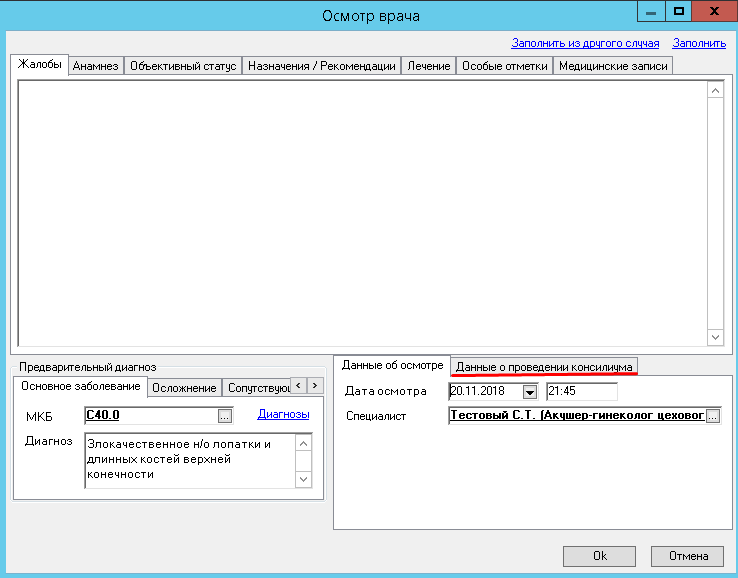 Осмотр врача
Заполнить из другого случая Заполнить
Жалобы Анамнез Объективный статус Назначения / Рекомендации Лечение Особые отметки Медицинские записи
Предварительный диагноз
Основное заболевание Осложнение Сопутствующ
МКБ C40.0 ... Диагнозы
Диагноз Злокачественное н/о лопатки и
длинных костей верхней
конечности
Данные об осмотре Данные о проведении консилиума
Дата осмотра 20.11.2018 21:45
Специалист Тестовый С.Т. (Акушер-гинеколог цеховог ...
Ok Отмена